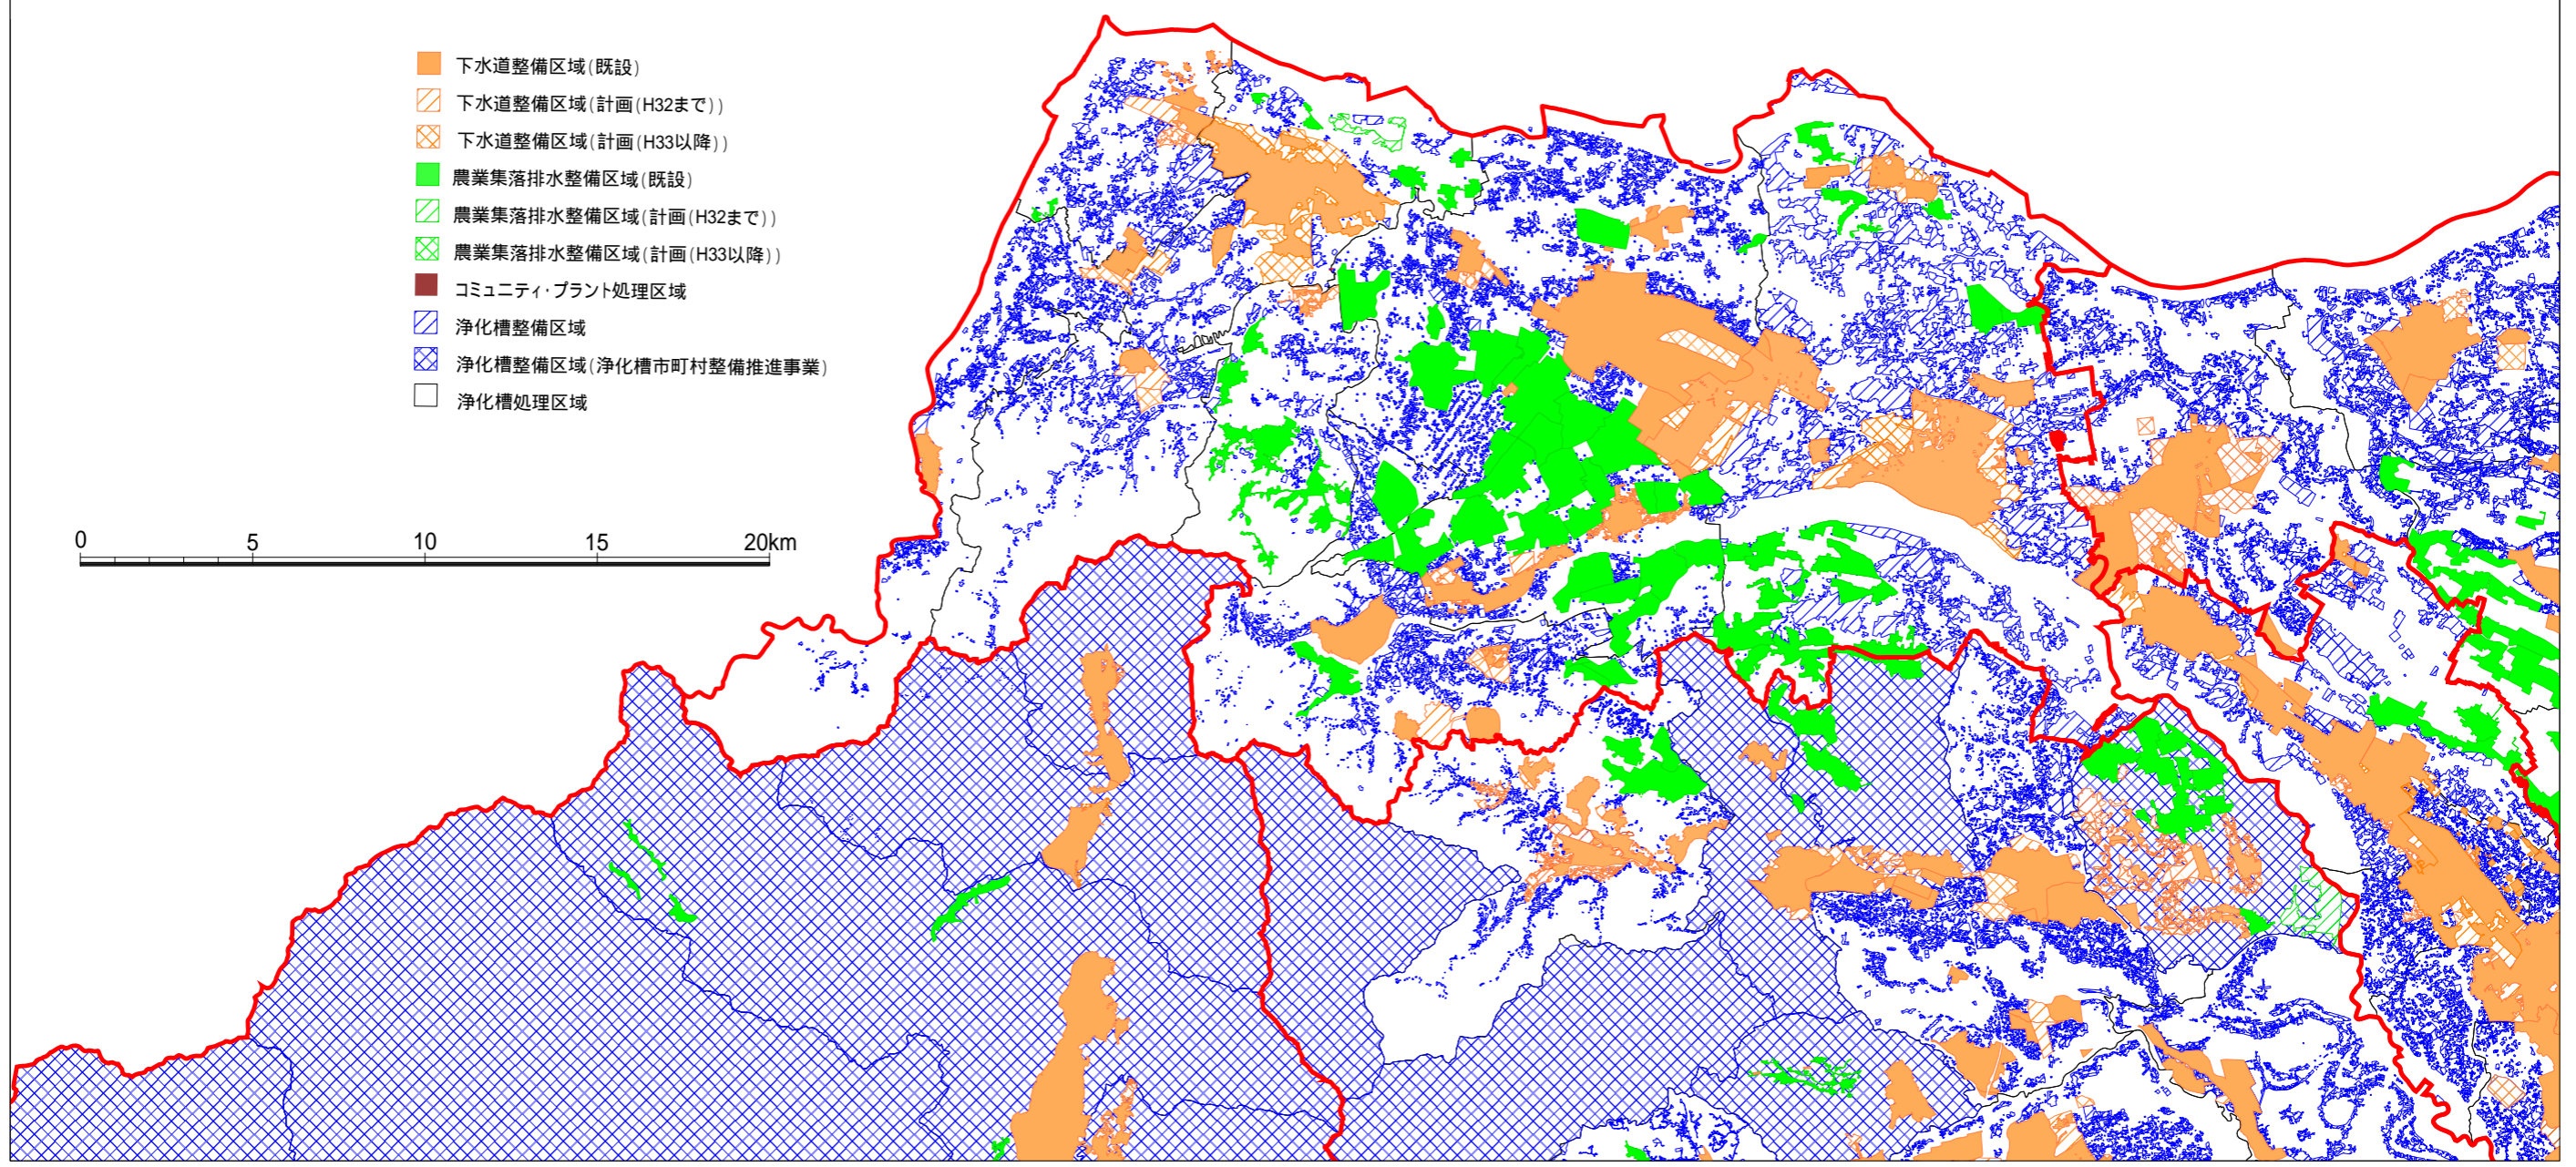 下水道整備区域(既設)
下水道整備区域(計画(H32まで))
下水道整備区域(計画(H33以降))
農業集落排水整備区域(既設)
農業集落排水整備区域(計画(H32まで))
農業集落排水整備区域(計画(H33以降))
コミュニティ・プラント処理区域
浄化槽整備区域
浄化槽整備区域(浄化槽市町村整備推進事業)
浄化槽処理区域
0 5 10 15 20km